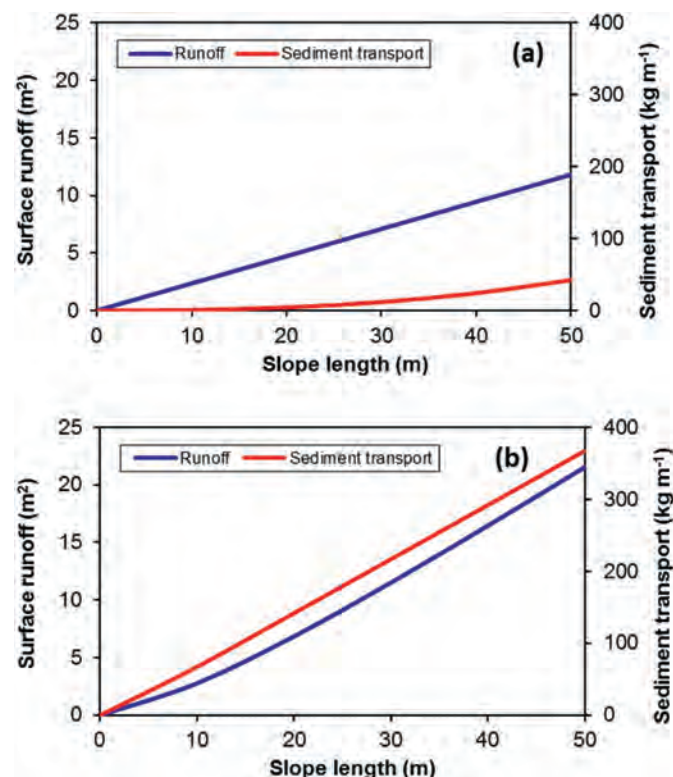 (a)
Runoff Sediment transport
Surface runoff (m²)
25
20
15
10
5
0
Sediment transport (kg m⁻¹)
400
300
200
100
0
0 10 20 30 40 50
Slope length (m)
(b)
Runoff Sediment transport
Surface runoff (m²)
25
20
15
10
5
0
Sediment transport (kg m⁻¹)
400
300
200
100
0
0 10 20 30 40 50
Slope length (m)